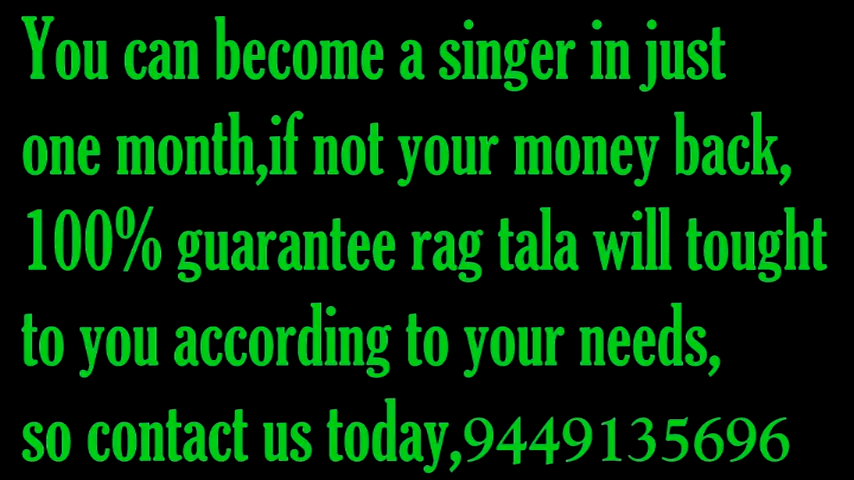 You can become a singer in just
one month,if not your money back,
100% guarantee rag tala will tought
to you according to your needs,
so contact us today,9449135696